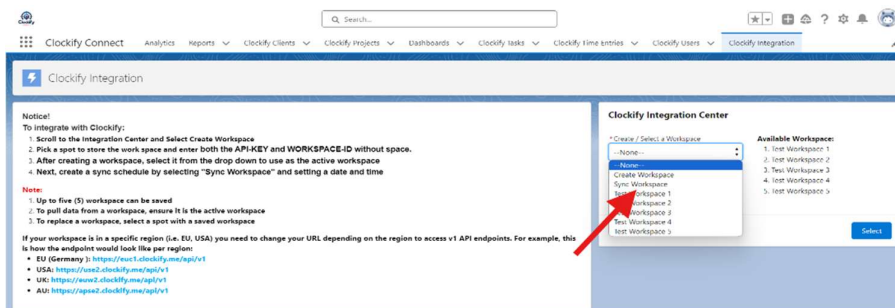 Clockify
Search...
Clockify Connect
Analytics
Reports
Clockify Clients
Clockify Projects
Dashboards
Clockify Tasks
Clockify Time Entries
Clockify Users
Clockify Integration
Clockify Integration
Notice!
To integrate with Clockify:
1. Scroll to the Integration Center and Select Create Workspace
2. Pick a spot to store the work space and enter both the API-KEY and WORKSPACE-ID without space.
3. After creating a workspace, select it from the drop down to use as the active workspace
4. Next, create a sync schedule by selecting "Sync Workspace" and setting a date and time
Note:
1. Up to five (5) workspace can be saved
2. To pull data from a workspace, ensure it is the active workspace
3. To replace a workspace, select a spot with a saved workspace
If your workspace is in a specific region (i.e. EU, USA) you need to change your URL depending on the region to access v1 API endpoints. For example, this
is how the endpoint would look like per region:
• EU (Germany ): https://euc1.clockify.me/api/v1
• USA: https://use2.clockify.me/api/v1
• UK: https://euw2.clockify.me/api/v1
• AU: https://apse2.clockify.me/api/v1
Clockify Integration Center
*Create / Select a Workspace
--None--
--None--
Create Workspace
Sync Workspace
Test Workspace 1
Workspace 2
Workspace 3
Test Workspace 4
Test Workspace 5
Available Workspace:
1. Test Workspace 1
2. Test Workspace 2
3. Test Workspace 3
4. Test Workspace 4
5. Test Workspace 5
Select